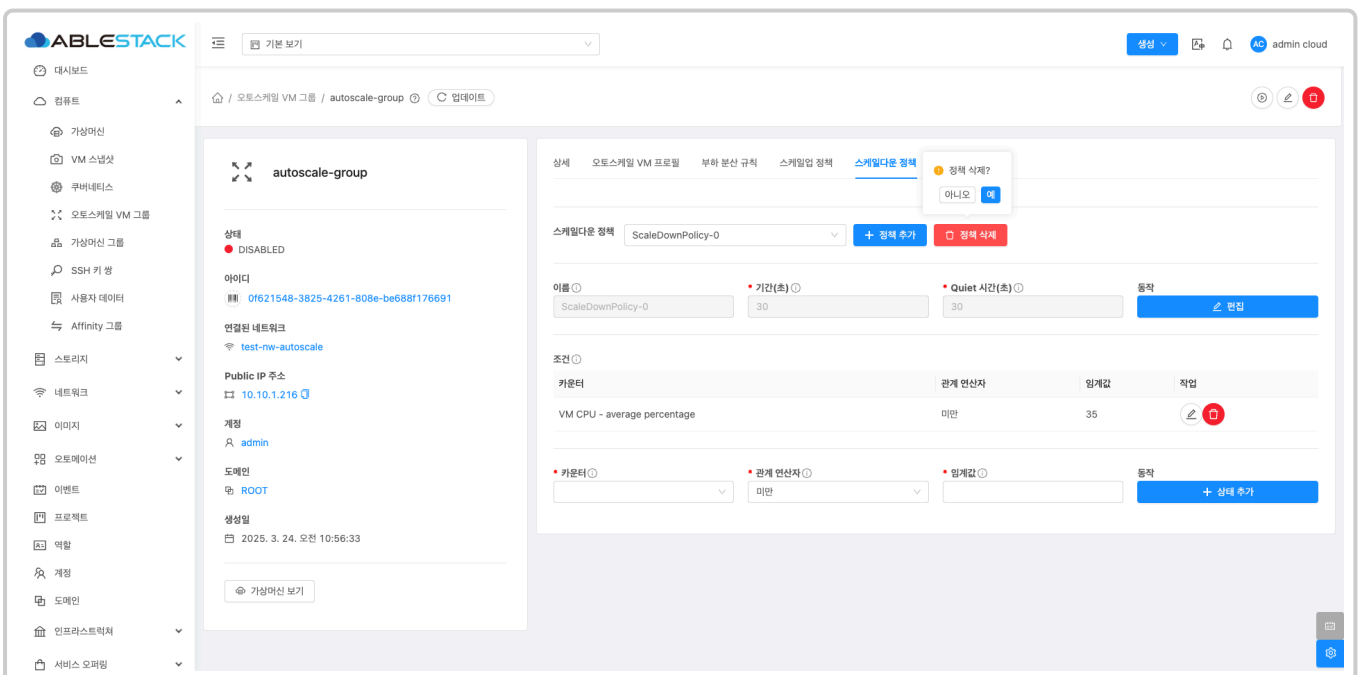 ABLESTACK
기본 보기
생성
admin cloud
대시보드
컴퓨트
가상머신
VM 스냅샷
쿠버네티스
오토스케일 VM 그룹
가상머신 그룹
SSH 키 쌍
사용자 데이터
Affinity 그룹
스토리지
네트워크
이미지
오토메이션
이벤트
프로젝트
역할
계정
도메인
인프라스트럭쳐
서비스 오퍼링
/ 오토스케일 VM 그룹 / autoscale-group
업데이트
autoscale-group
상태
DISABLED
아이디
0f621548-3825-4261-808e-be688f176691
연결된 네트워크
test-nw-autoscale
Public IP 주소
10.10.1.216
계정
admin
도메인
ROOT
생성일
2025. 3. 24. 오전 10:56:33
가상머신 보기
상세 오토스케일 VM 프로필 부하 분산 규칙 스케일업 정책 스케일다운 정책
정책 삭제?
아니오 예
스케일다운 정책 ScaleDownPolicy-0 + 정책 추가 정책 삭제
이름 * 기간(초) * Quiet 시간(초) 동작
ScaleDownPolicy-0 30 30 편집
조건
카운터 관계 연산자 임계값 작업
VM CPU - average percentage 미만 35
* 카운터 * 관계 연산자 * 임계값 동작
미만 + 상태 추가
AC